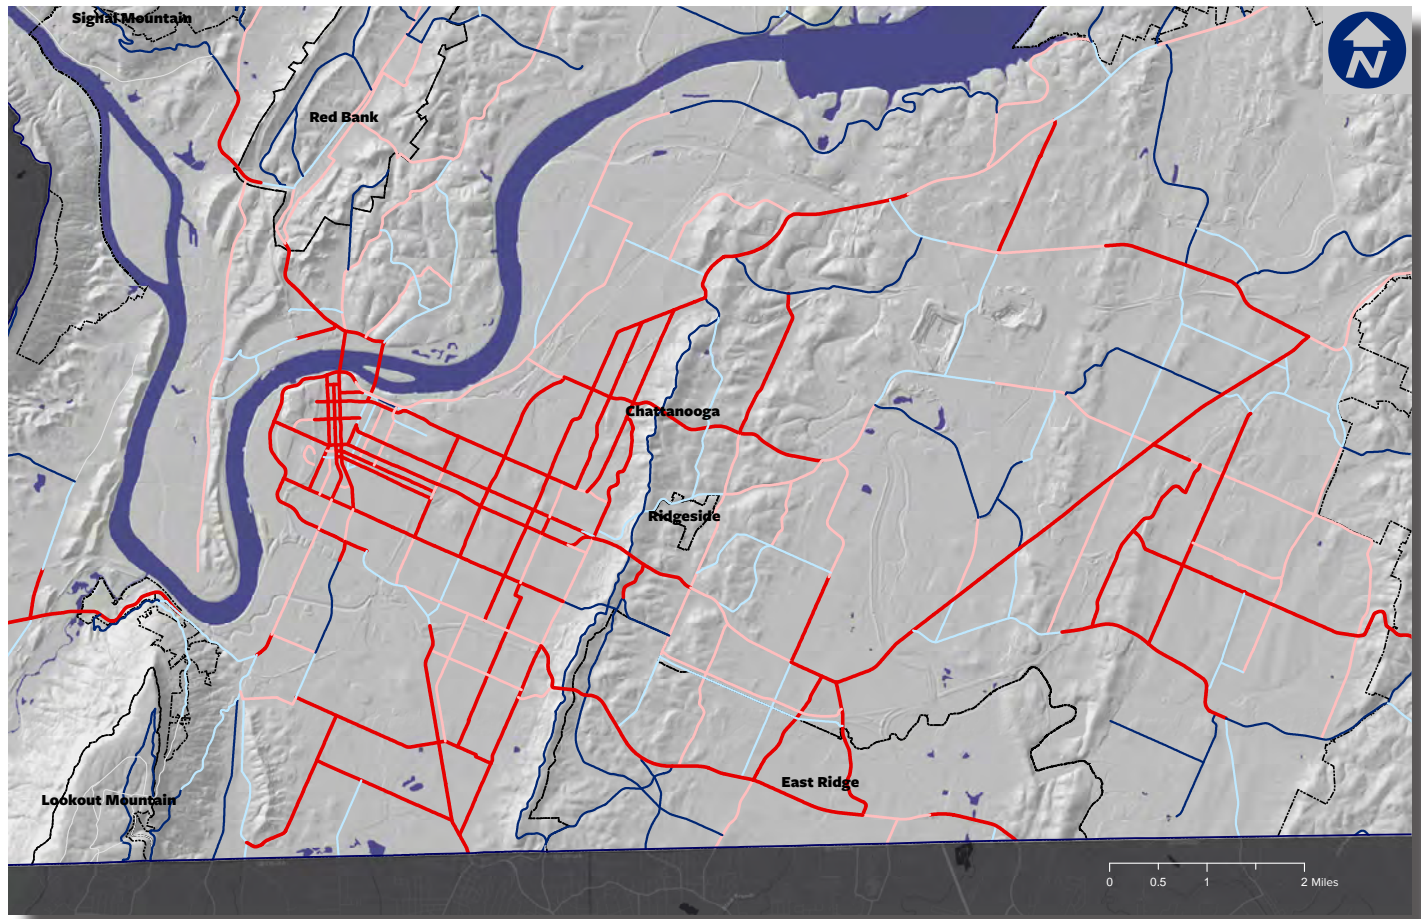 Signal Mountain
N
Red Bank
Chattanooga
Ridgeside
East Ridge
Lookout Mountain
0 0.5 1 2 Miles